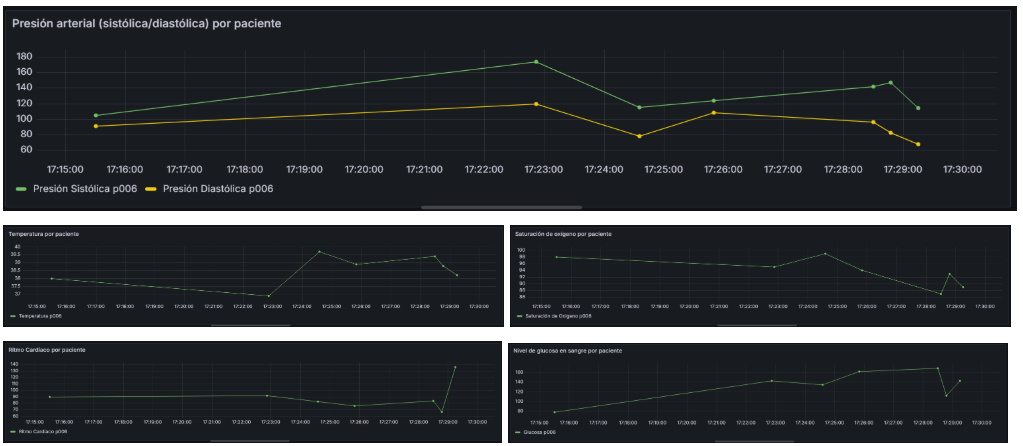 Presión arterial (sistólica/diastólica) por paciente
180
160
140
120
100
80
60
17:15:00 17:16:00 17:17:00 17:18:00 17:19:00 17:20:00 17:21:00 17:22:00 17:23:00 17:24:00 17:25:00 17:26:00 17:27:00 17:28:00 17:29:00 17:30:00
Presión Sistólica p006 Presión Diastólica p006
Temperatura por paciente
40
39.5
39
38.5
38
37.5
37
17:15:00 17:16:00 17:17:00 17:18:00 17:19:00 17:20:00 17:21:00 17:22:00 17:23:00 17:24:00 17:25:00 17:26:00 17:27:00 17:28:00 17:29:00 17:30:00
Temperatura p006
Saturación de oxígeno por paciente
100
98
96
94
92
90
88
86
17:15:00 17:16:00 17:17:00 17:18:00 17:19:00 17:20:00 17:21:00 17:22:00 17:23:00 17:24:00 17:25:00 17:26:00 17:27:00 17:28:00 17:29:00 17:30:00
Saturación de Oxígeno p006
Ritmo Cardíaco por paciente
140
130
120
110
100
90
80
70
60
17:15:00 17:16:00 17:17:00 17:18:00 17:19:00 17:20:00 17:21:00 17:22:00 17:23:00 17:24:00 17:25:00 17:26:00 17:27:00 17:28:00 17:29:00 17:30:00
Ritmo Cardíaco p006
Nivel de glucosa en sangre por paciente
160
140
120
100
80
17:15:00 17:16:00 17:17:00 17:18:00 17:19:00 17:20:00 17:21:00 17:22:00 17:23:00 17:24:00 17:25:00 17:26:00 17:27:00 17:28:00 17:29:00 17:30:00
Glucosa p006